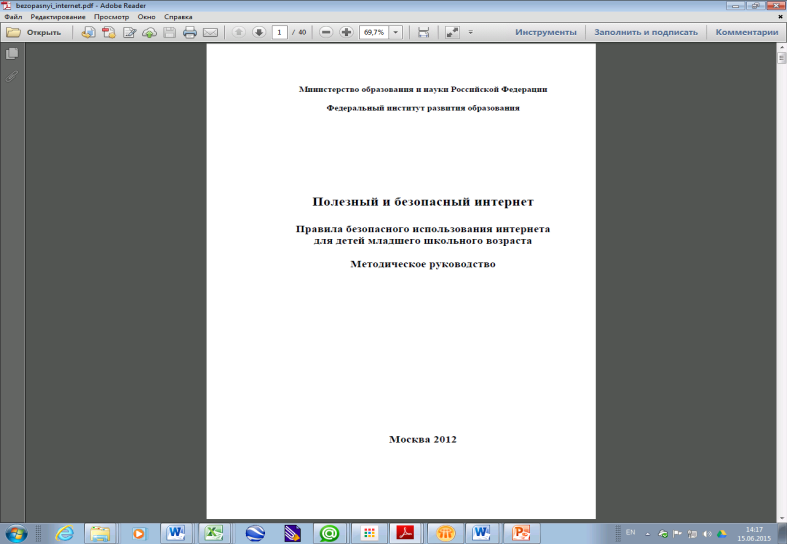 bezopasnyi_internet.pdf - Adobe Reader
Файл Редактирование Просмотр Окно Справка
Открыть 1 / 40 69,7% Инструменты Заполнить и подписать Комментарии
Министерство образования и науки Российской Федерации
Федеральный институт развития образования
Полезный и безопасный интернет
Правила безопасного использования интернета
для детей младшего школьного возраста
Методическое руководство
Москва 2012
EN 14:17
15.06.2015